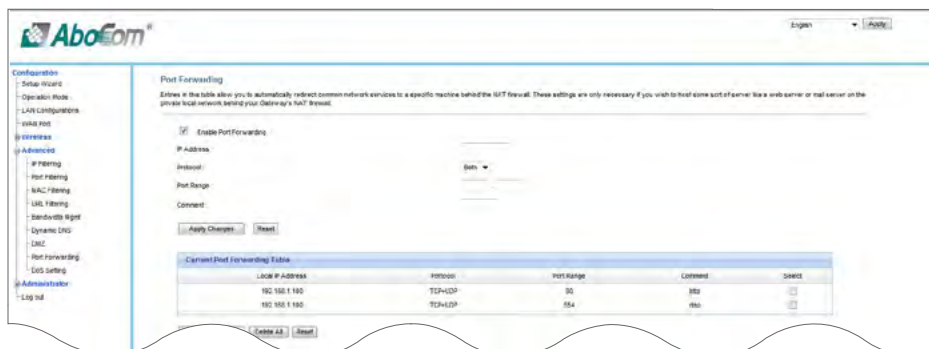 AboCom®
English
Apply
Configuration
Setup Wizard
Operation Mode
LAN Configurations
WAN Port
Wireless
Advanced
IP Filtering
Port Filtering
MAC Filtering
URL Filtering
Bandwidth Mgmt
Dynamic DNS
DMZ
Port Forwarding
DoS Setting
Administrator
Log out
Port Forwarding
Entries in this table allow you to automatically redirect common network services to a specific machine behind the NAT firewall. These settings are only necessary if you wish to host some sort of server like a web server or mail server on the
private local network behind your Gateway's NAT firewall.
Enable Port Forwarding
IP Address
Protocol
Both
Port Range
Comment
Apply Changes
Reset
Current Port Forwarding Table
Local IP Address Protocol Port Range Comment Select
192.168.1.180 TCP+UDP 80
192.168.1.180 TCP+UDP 554
Delete All
Reset